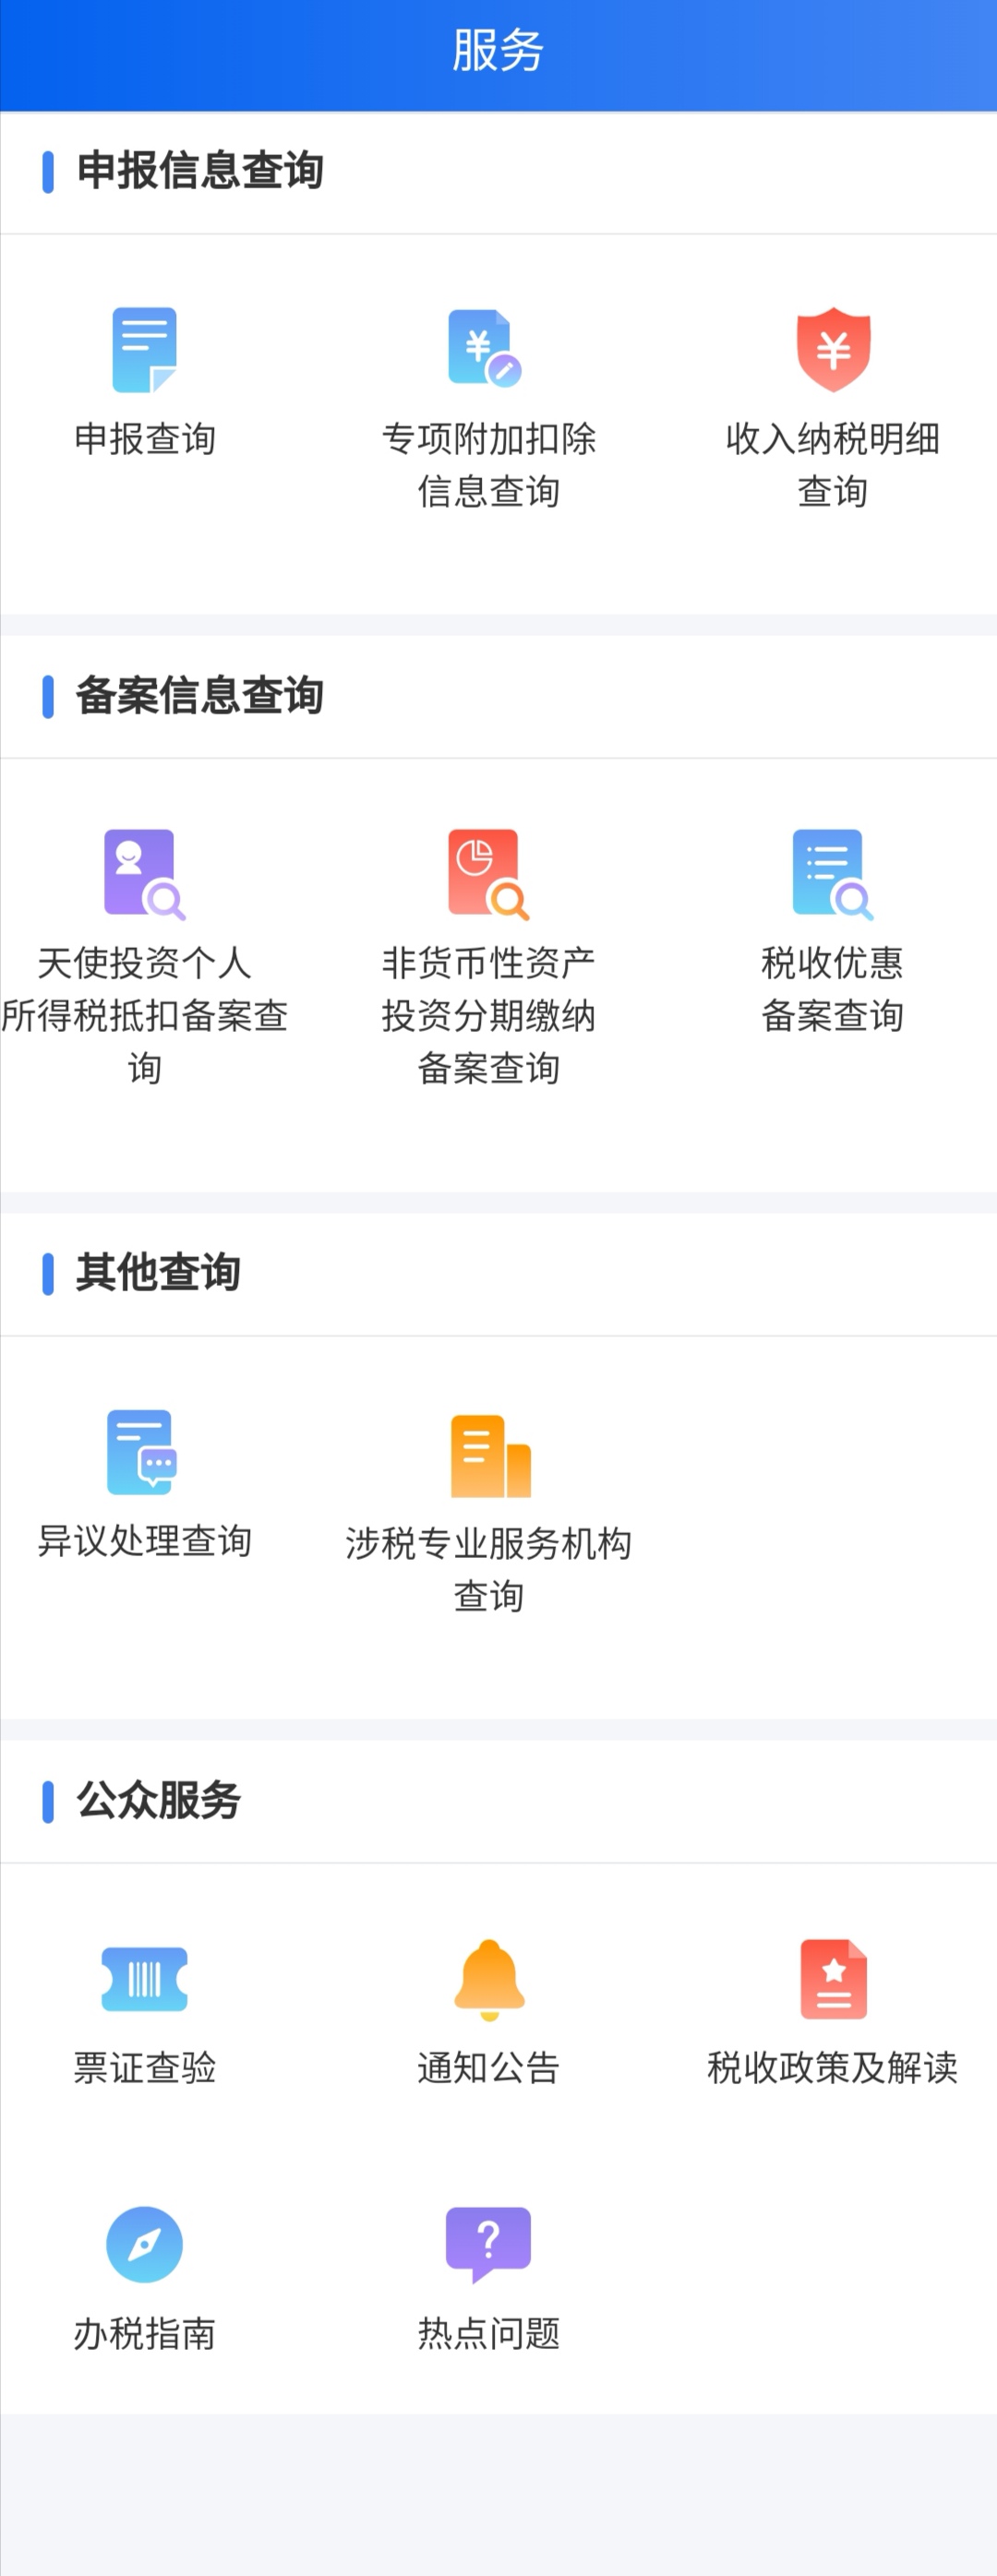 服务
申报信息查询
申报查询
专项附加扣除
信息查询
收入纳税明细
查询
备案信息查询
天使投资个人
所得税抵扣备案查
询
非货币性资产
投资分期缴纳
备案查询
税收优惠
备案查询
其他查询
异议处理查询
涉税专业服务机构
查询
公众服务
票证查验
通知公告
税收政策及解读
办税指南
热点问题